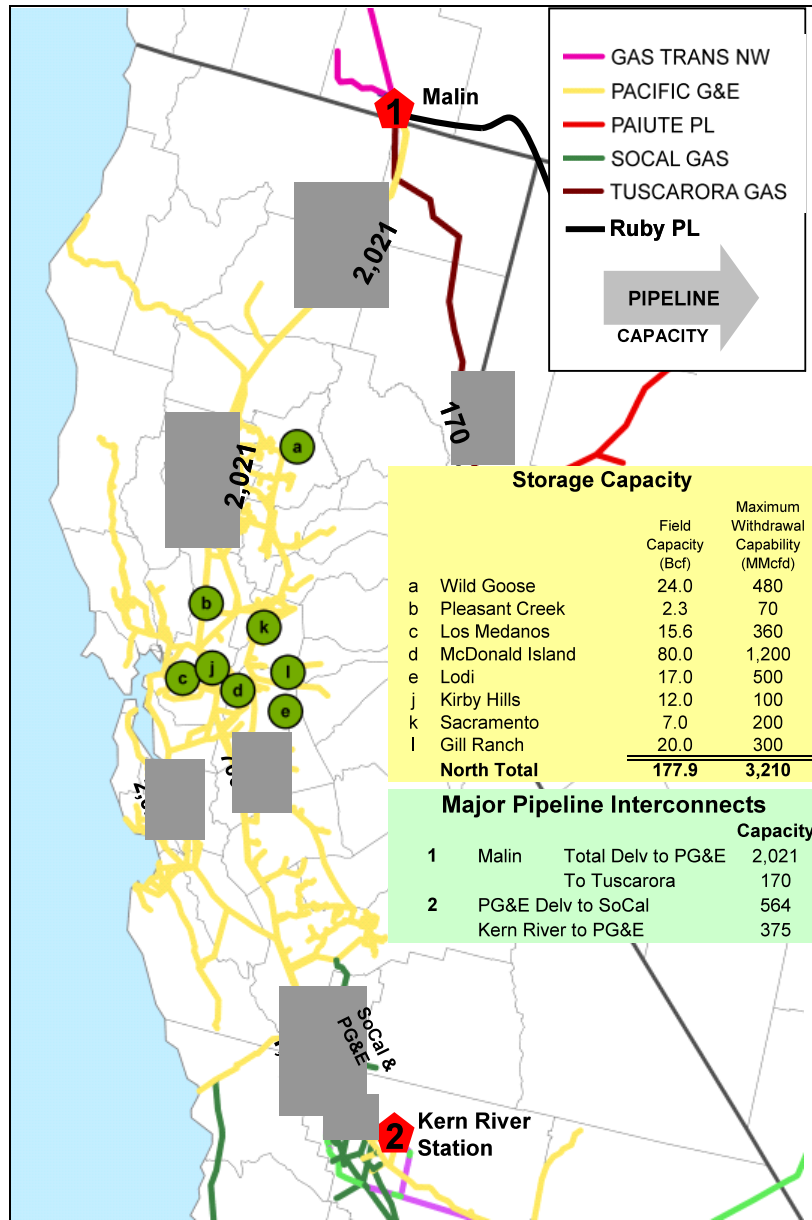 GAS TRANS NW
PACIFIC G&E
PAIUTE PL
SOCAL GAS
TUSCARORA GAS
Ruby PL
PIPELINE
CAPACITY
1
Malin
2,021
170
2,021
a
b
k
j
l
c
d
e
Storage Capacity
Field Capacity (Bcf)
Maximum Withdrawal Capability (MMcfd)
a Wild Goose 24.0 480
b Pleasant Creek 2.3 70
c Los Medanos 15.6 360
d McDonald Island 80.0 1,200
e Lodi 17.0 500
j Kirby Hills 12.0 100
k Sacramento 7.0 200
l Gill Ranch 20.0 300
North Total 177.9 3,210
Major Pipeline Interconnects
Capacity
1 Malin Total Delv to PG&E 2,021
To Tuscarora 170
2 PG&E Delv to SoCal 564
Kern River to PG&E 375
SoCal &
PG&E
2
Kern River
Station